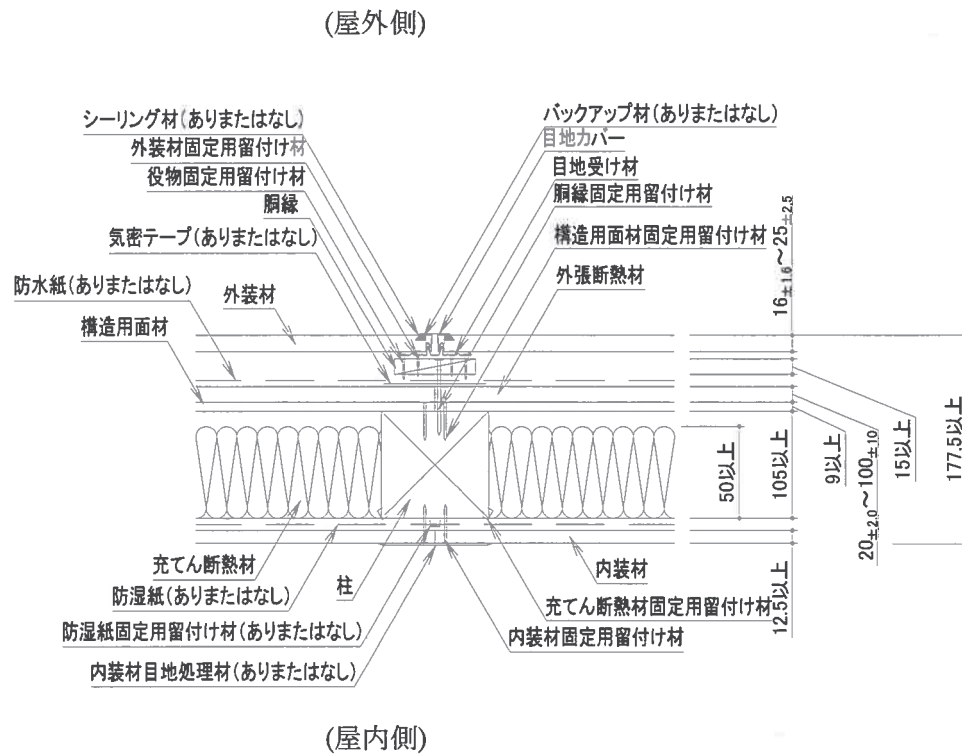 (屋外側)
シーリング材(ありまたはなし)
外装材固定用留付け材
役物固定用留付け材
胴縁
気密テープ(ありまたはなし)
防水紙(ありまたはなし)
外装材
構造用面材
バックアップ材(ありまたはなし)
目地カバー
目地受け材
胴縁固定用留付け材
構造用面材固定用留付け材
外張断熱材
16±1.6~25±2.5
177.5以上
15以上
20±2.0~100±10
9以上
105以上
50以上
12.5以上
充てん断熱材
柱
内装材
防湿紙(ありまたはなし)
充てん断熱材固定用留付け材
防湿紙固定用留付け材(ありまたはなし)
内装材固定用留付け材
内装材目地処理材(ありまたはなし)
(屋内側)